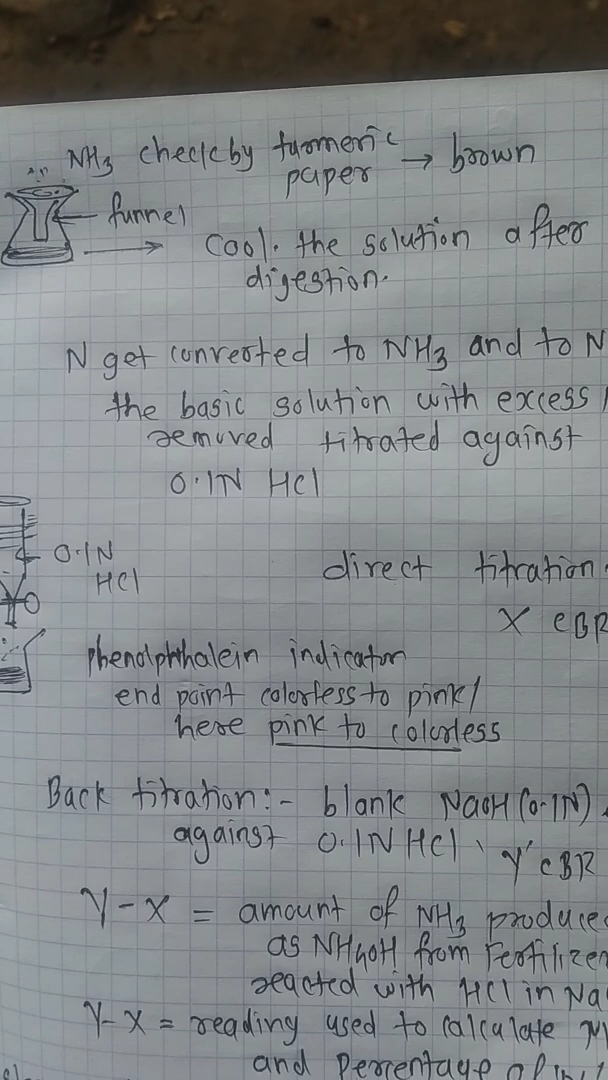 NH3 check by turmeric → brown
paper
funnel
Cool. the solution after
digestion.
N get converted to NH3 and to N
the basic solution with excess
removed titrated against
0.1N HCl
0.1N
HCl
direct titration.
X CBR
phenolphthalein indicator
end point colorless to pink/
here pink to colorless
Back titration:- blank NaOH (0.1N)
against 0.1N HCl 'Y' CBR
Y-X = amount of NH3 produce
as NH4OH from Fertilizer
reacted with HCl in Na
Y-X = reading used to calculate
and percentage of